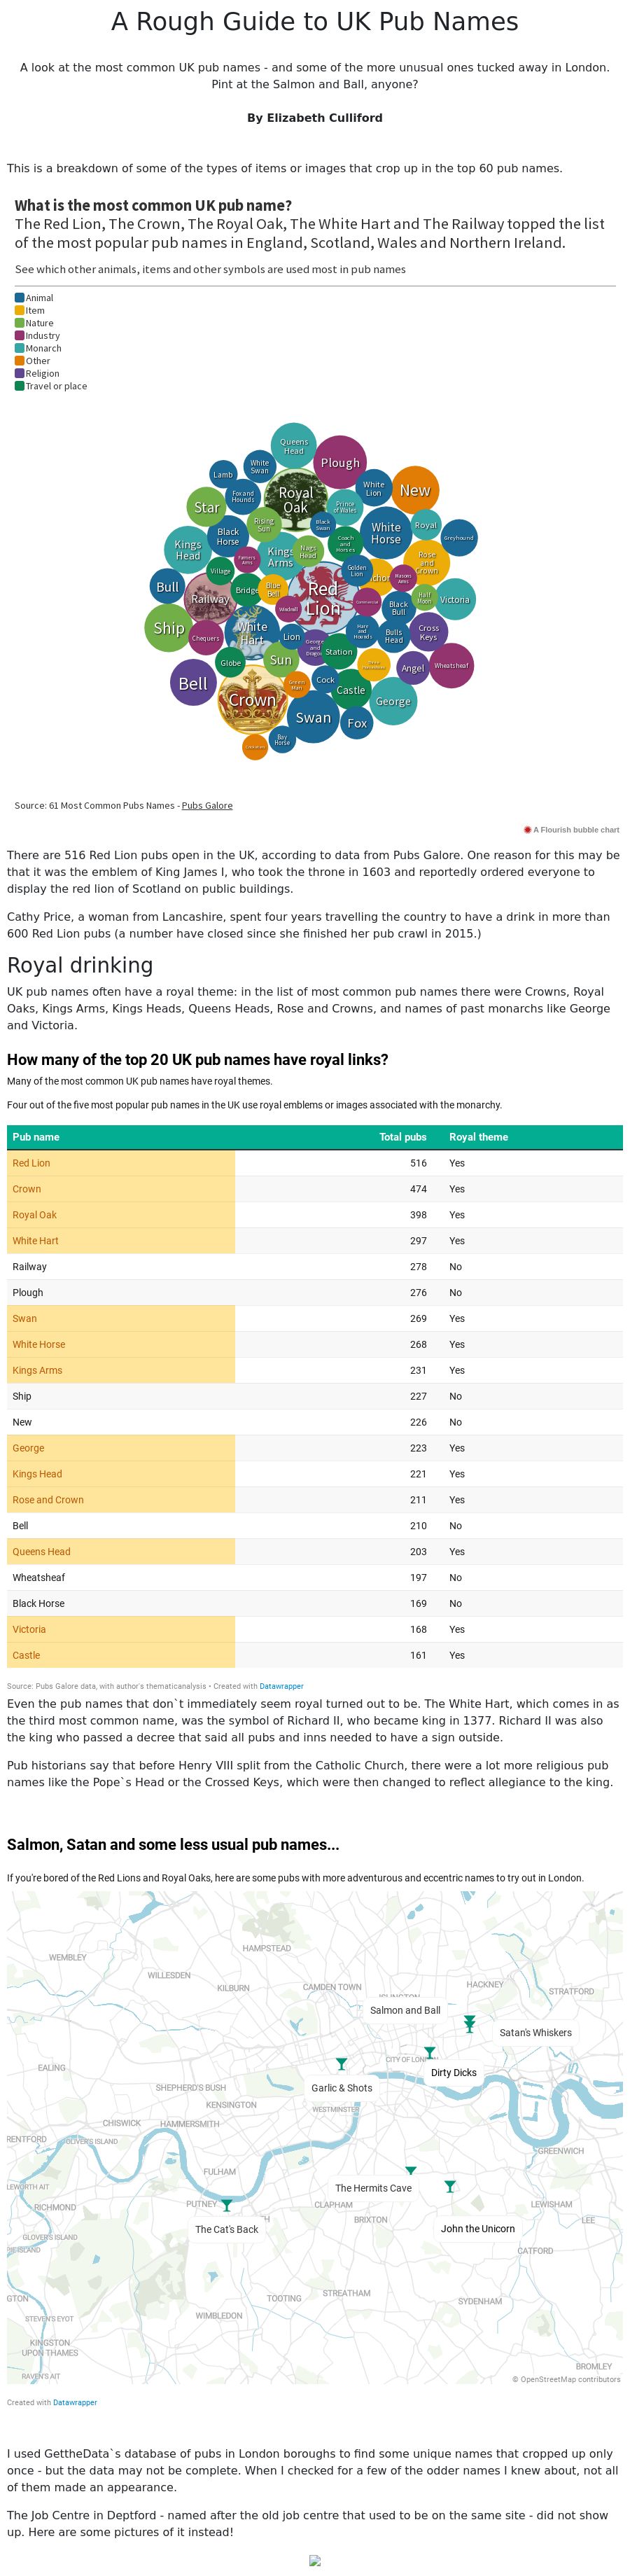 A Rough Guide to UK Pub Names
A look at the most common UK pub names - and some of the more unusual ones tucked away in London.
Pint at the Salmon and Ball, anyone?
By Elizabeth Culliford
This is a breakdown of some of the types of items or images that crop up in the top 60 pub names.
What is the most common UK pub name?
The Red Lion, The Crown, The Royal Oak, The White Hart and The Railway topped the list
of the most popular pub names in England, Scotland, Wales and Northern Ireland.
See which other animals, items and other symbols are used most in pub names
Animal
Item
Nature
Industry
Monarch
Other
Religion
Travel or place
Queens
Head
Plough
White
Swan
Lamb
Fox and
Hounds
Royal
Oak
White
Lion
New
Star
Prince
of Wales
Rising
Sun
Black
Swan
White
Horse
Royal
Greyhound
Black
Horse
Kings
Head
Kings
Arms
Nags
Head
Coach
and
Horses
Rose
and
Crown
Farmers
Arms
Golden
Lion
Masons
Arms
Village
Bull
Railway
Bridge
Blue
Bell
Red
Lion
Half
Moon
Victoria
Waidwell
Commercial
Black
Bull
Ship
Chequers
White
Hart
Lion
George
and
Dragon
Hare
and
Hounds
Bulls
Head
Cross
Keys
Station
Globe
Sun
Angel
Wheatsheaf
Bell
Green
Man
Cock
Castle
Crown
George
Swan
Fox
Bay
Horse
Source: 61 Most Common Pubs Names - Pubs Galore
A Flourish bubble chart
There are 516 Red Lion pubs open in the UK, according to data from Pubs Galore. One reason for this may be
that it was the emblem of King James I, who took the throne in 1603 and reportedly ordered everyone to
display the red lion of Scotland on public buildings.
Cathy Price, a woman from Lancashire, spent four years travelling the country to have a drink in more than
600 Red Lion pubs (a number have closed since she finished her pub crawl in 2015.)
Royal drinking
UK pub names often have a royal theme: in the list of most common pub names there were Crowns, Royal
Oaks, Kings Arms, Kings Heads, Queens Heads, Rose and Crowns, and names of past monarchs like George
and Victoria.
How many of the top 20 UK pub names have royal links?
Many of the most common UK pub names have royal themes.
Four out of the five most popular pub names in the UK use royal emblems or images associated with the monarchy.
Pub name Total pubs Royal theme
Red Lion 516 Yes
Crown 474 Yes
Royal Oak 398 Yes
White Hart 297 Yes
Railway 278 No
Plough 276 No
Swan 269 Yes
White Horse 268 Yes
Kings Arms 231 Yes
Ship 227 No
New 226 No
George 223 Yes
Kings Head 221 Yes
Rose and Crown 211 Yes
Bell 210 No
Queens Head 203 Yes
Wheatsheaf 197 No
Black Horse 169 No
Victoria 168 Yes
Castle 161 Yes
Source: Pubs Galore data, with author's thematicanalysis • Created with Datawrapper
Even the pub names that don`t immediately seem royal turned out to be. The White Hart, which comes in as
the third most common name, was the symbol of Richard II, who became king in 1377. Richard II was also
the king who passed a decree that said all pubs and inns needed to have a sign outside.
Pub historians say that before Henry VIII split from the Catholic Church, there were a lot more religious pub
names like the Pope`s Head or the Crossed Keys, which were then changed to reflect allegiance to the king.
Salmon, Satan and some less usual pub names...
If you're bored of the Red Lions and Royal Oaks, here are some pubs with more adventurous and eccentric names to try out in London.
HAMPSTEAD
WEMBLEY
WILLESDEN
KILBURN
CAMDEN TOWN
HACKNEY
STRATFORD
Salmon and Ball
Satan's Whiskers
CITY OF LONDON
EALING
Dirty Dicks
SHEPHERD'S BUSH
Garlic & Shots
KENSINGTON
WESTMINSTER
CHISWICK
HAMMERSMITH
RENTFORD
OLIVER'S ISLAND
GREENWICH
FULHAM
LEWORTH AIT
The Hermits Cave
RICHMOND
PUTNEY
CLAPHAM
LEWISHAM
BRIXTON
LEE
The Cat's Back
John the Unicorn
GLOVER'S ISLAND
RIE ISLAND
CATFORD
GTON
TOOTING
STREATHAM
SYDENHAM
STEVEN'S EYOT
WIMBLEDON
KINGSTON
UPON THAMES
BROMLEY
RAVEN'S AIT
© OpenStreetMap contributors
Created with Datawrapper
I used GettheData`s database of pubs in London boroughs to find some unique names that cropped up only
once - but the data may not be complete. When I checked for a few of the odder names I knew about, not all
of them made an appearance.
The Job Centre in Deptford - named after the old job centre that used to be on the same site - did not show
up. Here are some pictures of it instead!